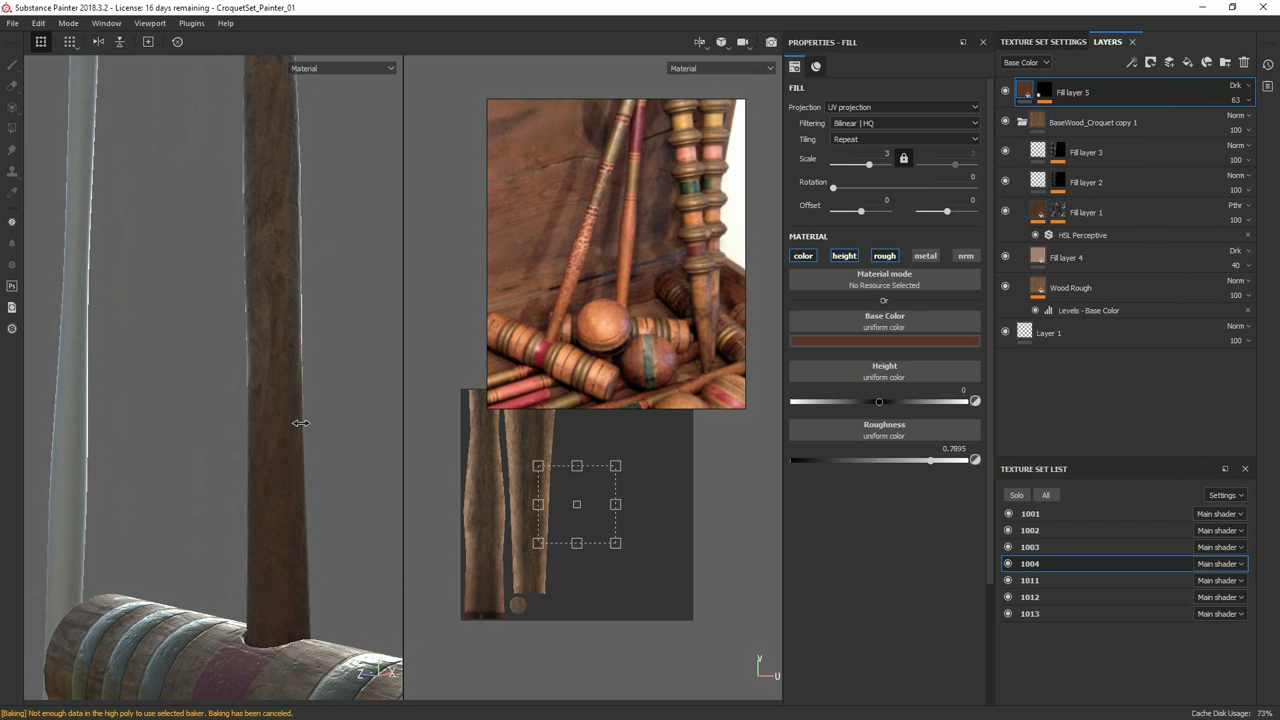 Substance Painter 2018.3.2 - License: 16 days remaining - CroquetSet_Painter_01
File Edit Mode Window Viewport Plugins Help
Material
Material
PROPERTIES - FILL
FILL
Projection UV projection
Filtering Bilinear | HQ
Tiling Repeat
Scale 3 3
Rotation 0
Offset 0 0
MATERIAL
color height rough metal nrm
Material mode
No Resource Selected
Or
Base Color
uniform color
Height
uniform color
0
Roughness
uniform color
0.7895
TEXTURE SET SETTINGS LAYERS
Base Color
Fill layer 5 Drk 63
BaseWood_Croquet copy 1 Norm 100
Fill layer 3 Norm 100
Fill layer 2 Norm 100
Fill layer 1 Pthr 100
HSL Perceptive
Fill layer 4 Drk 40
Wood Rough Norm 100
Levels - Base Color
Layer 1 Norm 100
TEXTURE SET LIST
Solo All Settings
1001 Main shader
1002 Main shader
1003 Main shader
1004 Main shader
1011 Main shader
1012 Main shader
1013 Main shader
Ps
Z X
V
U
[Baking] Not enough data in the high poly to use selected baker. Baking has been canceled.
Cache Disk Usage: 73%